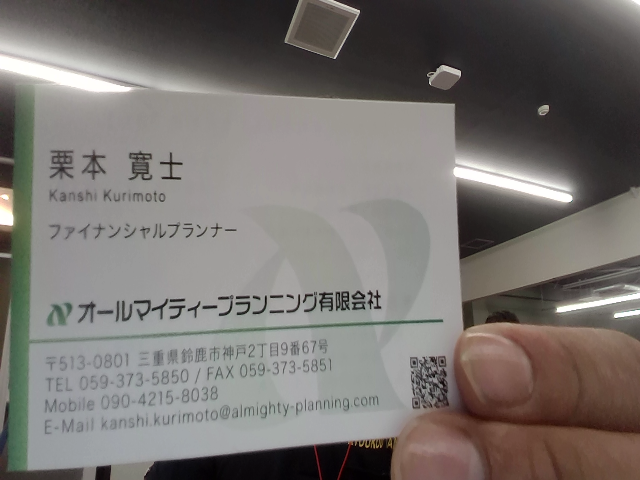 栗本 寛士
Kanshi Kurimoto
ファイナンシャルプランナー
オールマイティープランニング有限会社
〒513-0801 三重県鈴鹿市神戸2丁目9番67号
TEL 059-373-5850 / FAX 059-373-5851
Mobile 090-4215-8038
E-Mail kanshi.kurimoto@almighty-planning.com